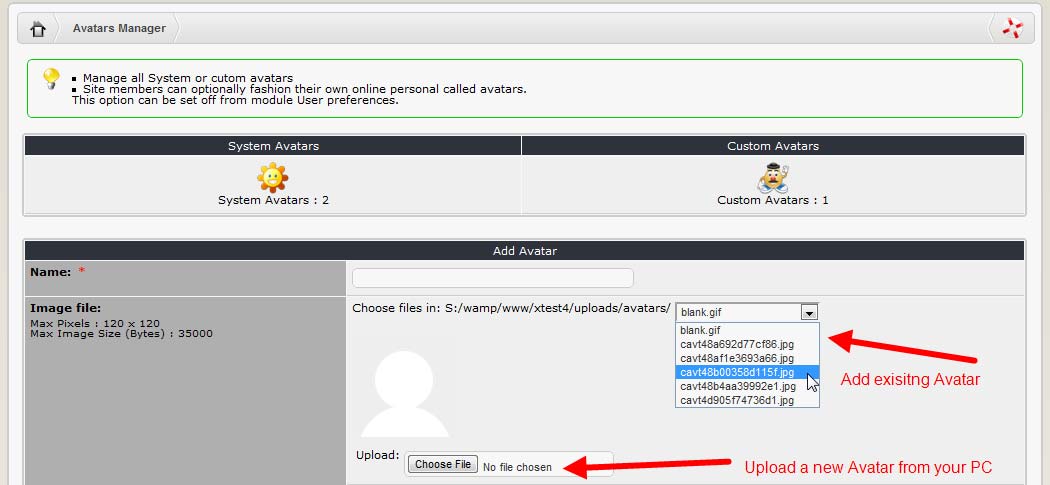 Avatars Manager
Manage all System or cutom avatars
Site members can optionally fashion their own online personal called avatars.
This option can be set off from module User preferences.
System Avatars
Custom Avatars
System Avatars : 2
Custom Avatars : 1
Add Avatar
Name: *
Image file:
Max Pixels : 120 x 120
Max Image Size (Bytes) : 35000
Choose files in: S:/wamp/www/xtest4/uploads/avatars/ blank.gif
blank.gif
cavt48a692d77cf86.jpg
cavt48af1e3693a66.jpg
cavt48b00358d115f.jpg
cavt48b4aa39992e1.jpg
cavt4d905f74736d1.jpg
Add exisitng Avatar
Upload: Choose File No file chosen
Upload a new Avatar from your PC